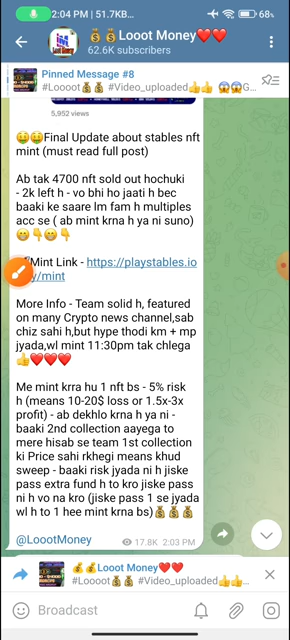 2:04 PM | 51.7KB...
68%
💰💰Looot Money❤️❤️
62.6K subscribers
Pinned Message #8
#Loooot💰💰 #Video_uploaded👍👍 😱😱G...
5,952 views
🤑🤑Final Update about stables nft
mint (must read full post)
Ab tak 4700 nft sold out hochuki
- 2k left h - vo bhi ho jaati h bec
baaki ke saare lm fam h multiples
acc se ( ab mint krna h ya ni suno)
😁👇😁👇
Mint Link - https://playstables.io
/mint
More Info - Team solid h, featured
on many Crypto news channel,sab
chiz sahi h,but hype thodi km + mp
jyada,wl mint 11:30pm tak chlega
👍❤️❤️❤️
Me mint krra hu 1 nft bs - 5% risk
h (means 10-20$ loss or 1.5x-3x
profit) - ab dekhlo krna h ya ni -
baaki 2nd collection aayega to
mere hisab se team 1st collection
ki Price sahi rkhegi means khud
sweep - baaki risk jyada ni h jiske
pass extra fund h to kro jiske pass
ni h vo na kro (jiske pass 1 se jyada
wl h to 1 hee mint krna bs)💰💰💰
@LoootMoney
17.8K 2:03 PM
💰💰Looot Money❤️❤️
#Loooot💰💰 #Video_uploaded👍👍...
Broadcast